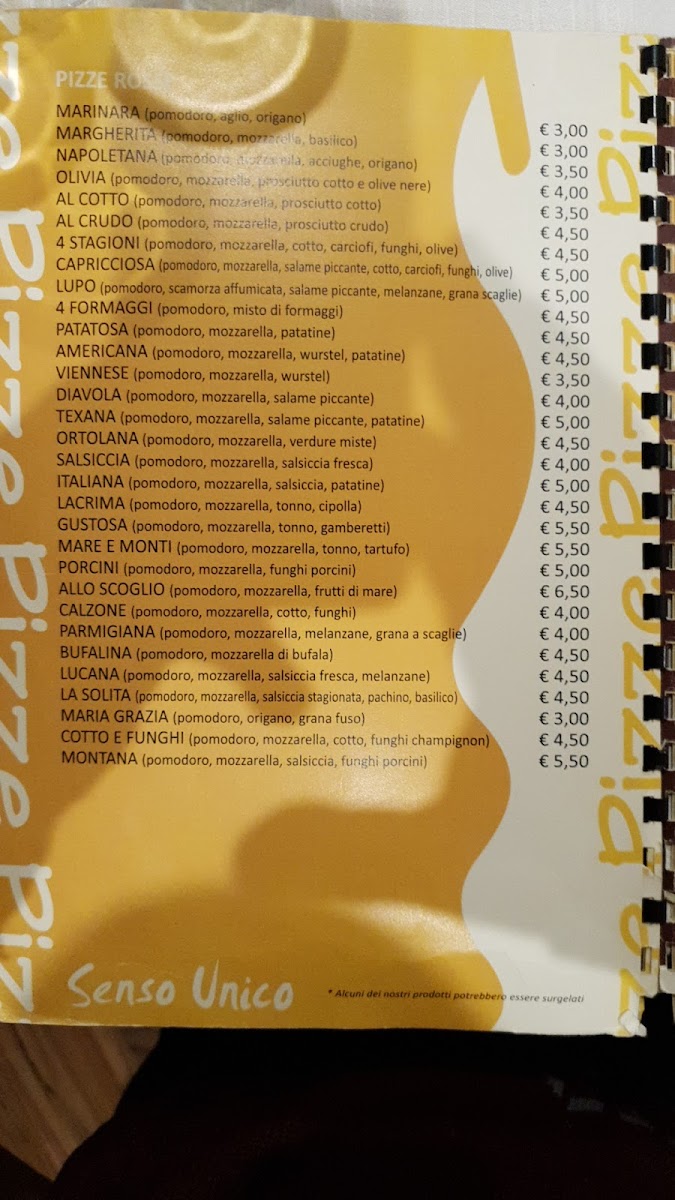 PIZZE
MARINARA (pomodoro, aglio, origano) € 3,00
MARGHERITA (pomodoro, mozzarella, basilico) € 3,00
NAPOLETANA (pomodoro, mozzarella, acciughe, origano) € 3,50
OLIVIA (pomodoro, mozzarella, prosciutto cotto e olive nere) € 4,00
AL COTTO (pomodoro, mozzarella, prosciutto cotto) € 3,50
AL CRUDO (pomodoro, mozzarella, prosciutto crudo) € 4,50
4 STAGIONI (pomodoro, mozzarella, cotto, carciofi, funghi, olive) € 4,50
CAPRICCIOSA (pomodoro, mozzarella, salame piccante, cotto, carciofi, funghi, olive) € 5,00
LUPO (pomodoro, scamorza affumicata, salame piccante, melanzane, grana scaglie) € 5,00
4 FORMAGGI (pomodoro, misto di formaggi) € 4,50
PATATOSA (pomodoro, mozzarella, patatine) € 4,50
AMERICANA (pomodoro, mozzarella, wurstel, patatine) € 4,50
VIENNESE (pomodoro, mozzarella, wurstel) € 3,50
DIAVOLA (pomodoro, mozzarella, salame piccante) € 4,00
TEXANA (pomodoro, mozzarella, salame piccante, patatine) € 5,00
ORTOLANA (pomodoro, mozzarella, verdure miste) € 4,50
SALSICCIA (pomodoro, mozzarella, salsiccia fresca) € 4,00
ITALIANA (pomodoro, mozzarella, salsiccia, patatine) € 5,00
LACRIMA (pomodoro, mozzarella, tonno, cipolla) € 4,50
GUSTOSA (pomodoro, mozzarella, tonno, gamberetti) € 5,50
MARE E MONTI (pomodoro, mozzarella, tonno, tartufo) € 5,50
PORCINI (pomodoro, mozzarella, funghi porcini) € 5,00
ALLO SCOGLIO (pomodoro, mozzarella, frutti di mare) € 6,50
CALZONE (pomodoro, mozzarella, cotto, funghi) € 4,00
PARMIGIANA (pomodoro, mozzarella, melanzane, grana a scaglie) € 4,00
BUFALINA (pomodoro, mozzarella di bufala) € 4,50
LUCANA (pomodoro, mozzarella, salsiccia fresca, melanzane) € 4,50
LA SOLITA (pomodoro, mozzarella, salsiccia stagionata, pachino, basilico) € 4,50
MARIA GRAZIA (pomodoro, origano, grana fuso) € 3,00
COTTO E FUNGHI (pomodoro, mozzarella, cotto, funghi champignon) € 4,50
MONTANA (pomodoro, mozzarella, salsiccia, funghi porcini) € 5,50
Senso Unico
* Alcuni dei nostri prodotti potrebbero essere surgelati
Pizze Pizze